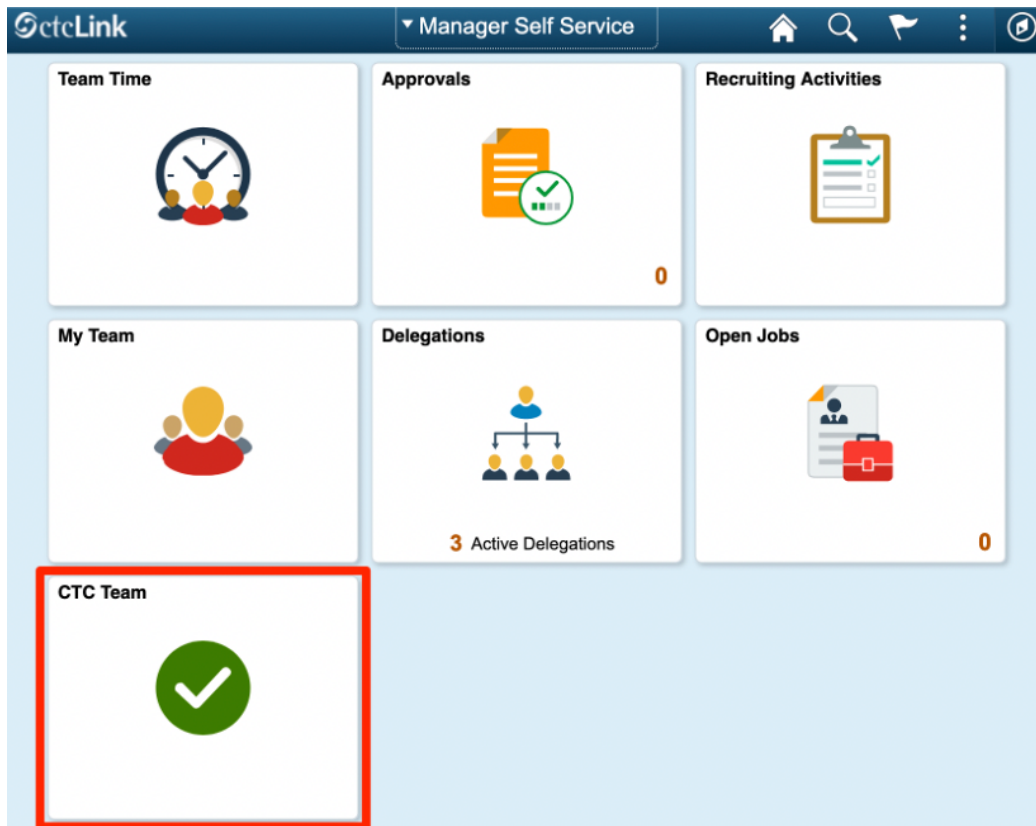 ctcLink
Manager Self Service
Team Time
Approvals
0
Recruiting Activities
My Team
Delegations
3 Active Delegations
Open Jobs
0
CTC Team